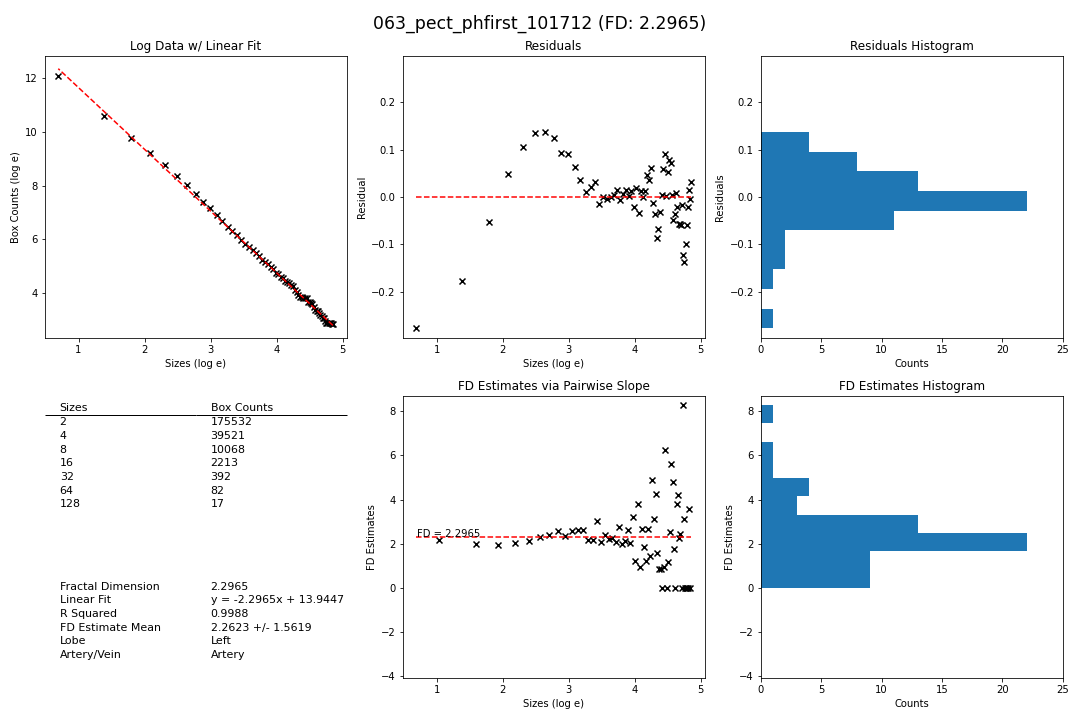 063_pect_phfirst_101712 (FD: 2.2965)
Log Data w/ Linear Fit
Box Counts (log e)
12
10
8
6
4
1 2 3 4 5
Sizes (log e)
Residuals
Residual
0.2
0.1
0.0
−0.1
−0.2
1 2 3 4 5
Sizes (log e)
Residuals Histogram
Residuals
0.2
0.1
0.0
−0.1
−0.2
0 5 10 15 20 25
Counts
Sizes Box Counts
2 175532
4 39521
8 10068
16 2213
32 392
64 82
128 17
Fractal Dimension 2.2965
Linear Fit y = -2.2965x + 13.9447
R Squared 0.9988
FD Estimate Mean 2.2623 +/- 1.5619
Lobe Left
Artery/Vein Artery
FD Estimates via Pairwise Slope
FD Estimates
8
6
4
2
0
−2
−4
FD = 2.2965
1 2 3 4 5
Sizes (log e)
FD Estimates Histogram
FD Estimates
8
6
4
2
0
−2
−4
0 5 10 15 20 25
Counts